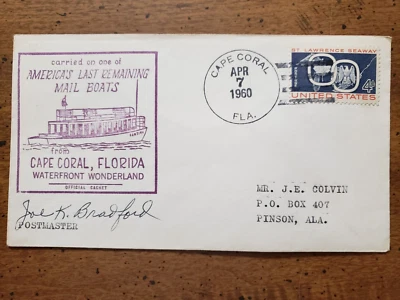 carried on one of
AMERICA'S LAST REMAINING
MAIL BOATS
from
CAPE CORAL, FLORIDA
WATERFRONT WONDERLAND
OFFICIAL CACHET
Joe K. Bradford
POSTMASTER
CAPE CORAL
APR
7
1960
FLA.
ST LAWRENCE SEAWAY
4¢
UNITED STATES
MR. J.E. COLVIN
P.O. BOX 407
PINSON, ALA.